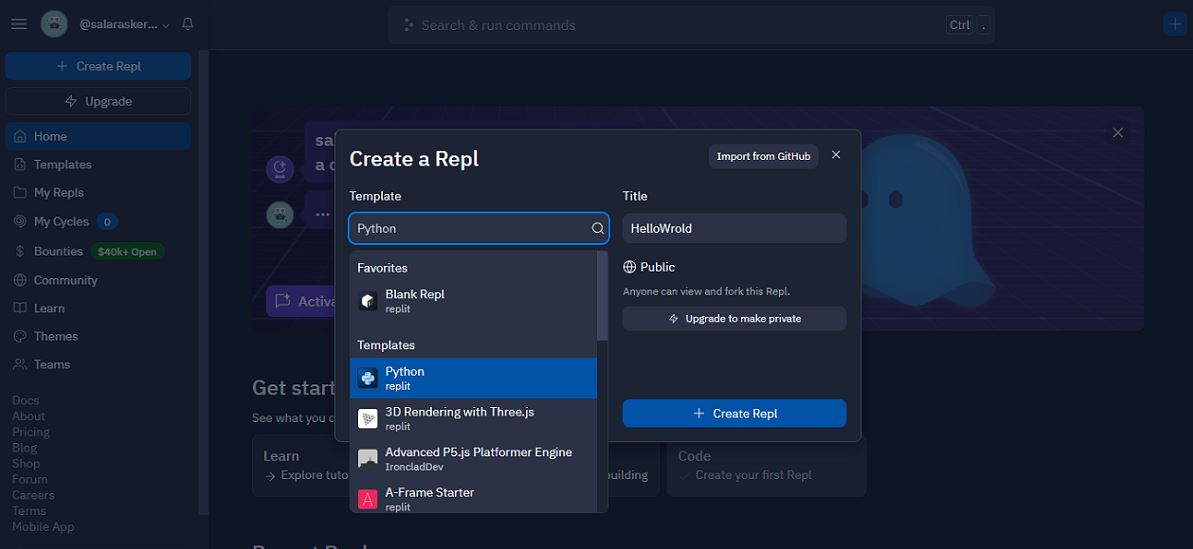 @salarasker...
Search & run commands
Ctrl
.
Create Repl
Upgrade
Home
Templates
My Repls
My Cycles
0
Bounties
$40k+ Open
Community
Learn
Themes
Teams
Docs
About
Pricing
Blog
Shop
Forum
Careers
Terms
Mobile App
Create a Repl
Import from GitHub
Template
Python
Favorites
Blank Repl
replit
Templates
Python
replit
3D Rendering with Three.js
replit
Advanced P5.js Platformer Engine
IroncladDev
A-Frame Starter
replit
Title
HelloWrold
Public
Anyone can view and fork this Repl.
Upgrade to make private
Create Repl
sa
a c
...
Activa
Get start
See what you c
Learn
Explore tuto
building
Code
Create your first Repl